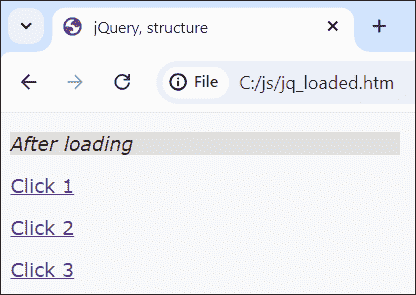 jQuery, structure
File C:/js/jq_loaded.htm
After loading
Click 1
Click 2
Click 3